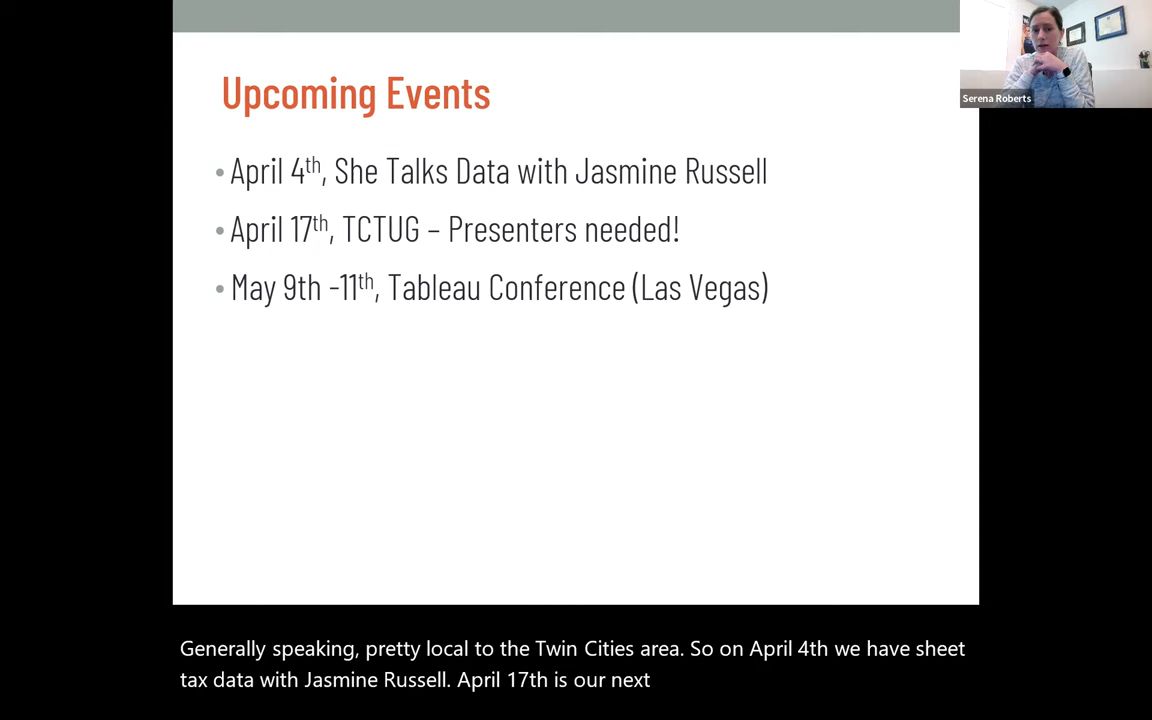 Upcoming Events
• April 4th, She Talks Data with Jasmine Russell
• April 17th, TCTUG – Presenters needed!
• May 9th -11th, Tableau Conference (Las Vegas)
Serena Roberts
Generally speaking, pretty local to the Twin Cities area. So on April 4th we have sheet
tax data with Jasmine Russell. April 17th is our next